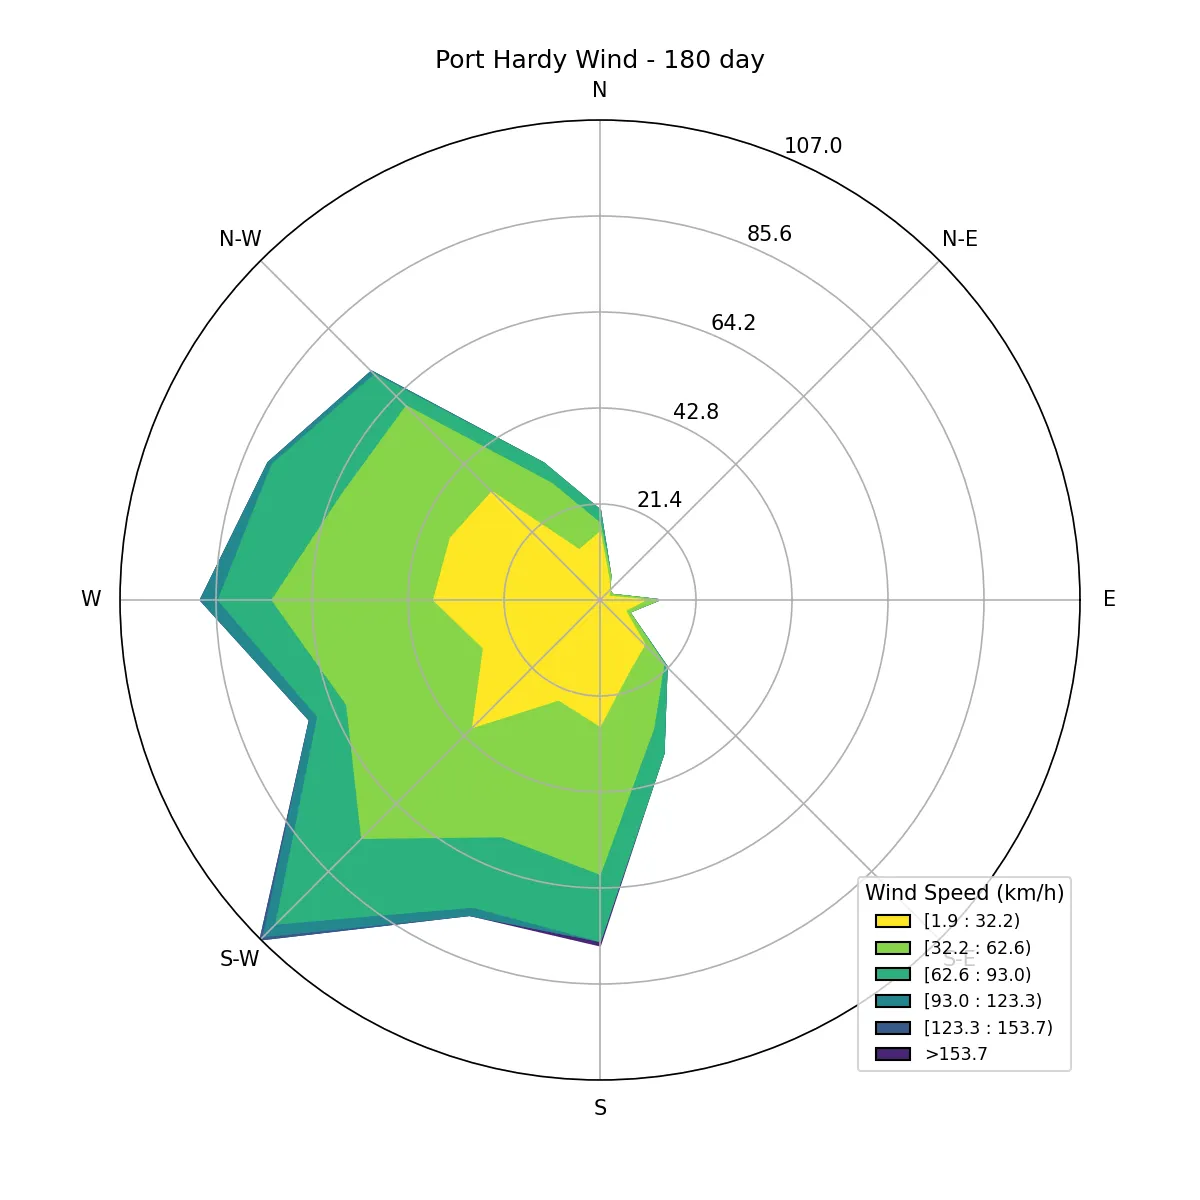 Port Hardy Wind - 180 day
N
107.0
N-W
N-E
85.6
64.2
42.8
21.4
W
E
S-W
S-E
Wind Speed (km/h)
[1.9 : 32.2)
[32.2 : 62.6)
[62.6 : 93.0)
[93.0 : 123.3)
[123.3 : 153.7)
>153.7
S